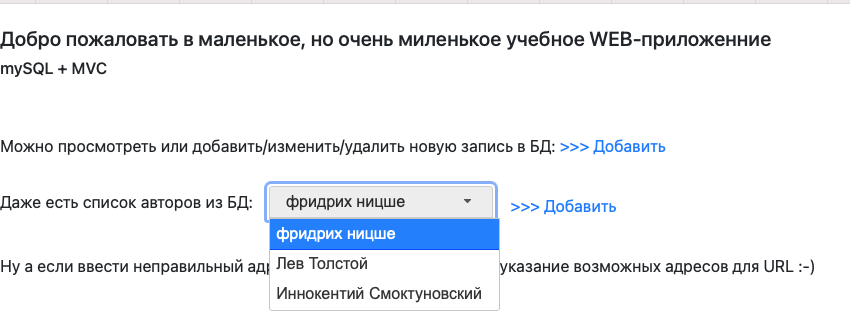 Добро пожаловать в маленькое, но очень миленькое учебное WEB-приложенние
mySQL + MVC
Можно просмотреть или добавить/изменить/удалить новую запись в БД: >>> Добавить
Даже есть список авторов из БД: фридрих ницше >>> Добавить
фридрих ницше
Лев Толстой
Иннокентий Смоктуновский
Ну а если ввести неправильный указание возможных адресов для URL :-)